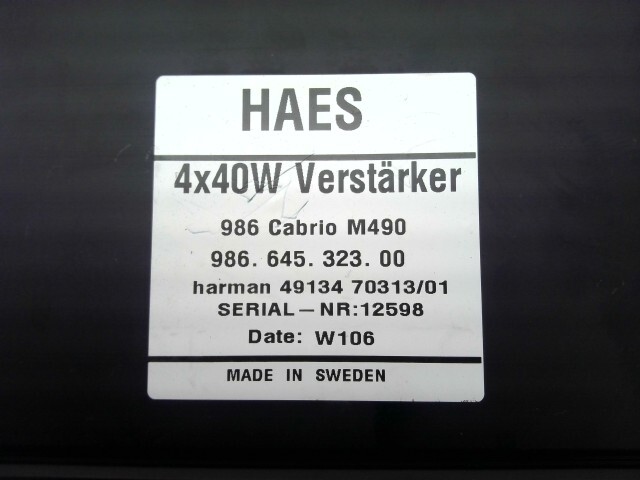 HAES
4x40W Verstärker
986 Cabrio M490
986. 645. 323. 00
harman 49134 70313/01
SERIAL – NR:12598
Date: W106
MADE IN SWEDEN